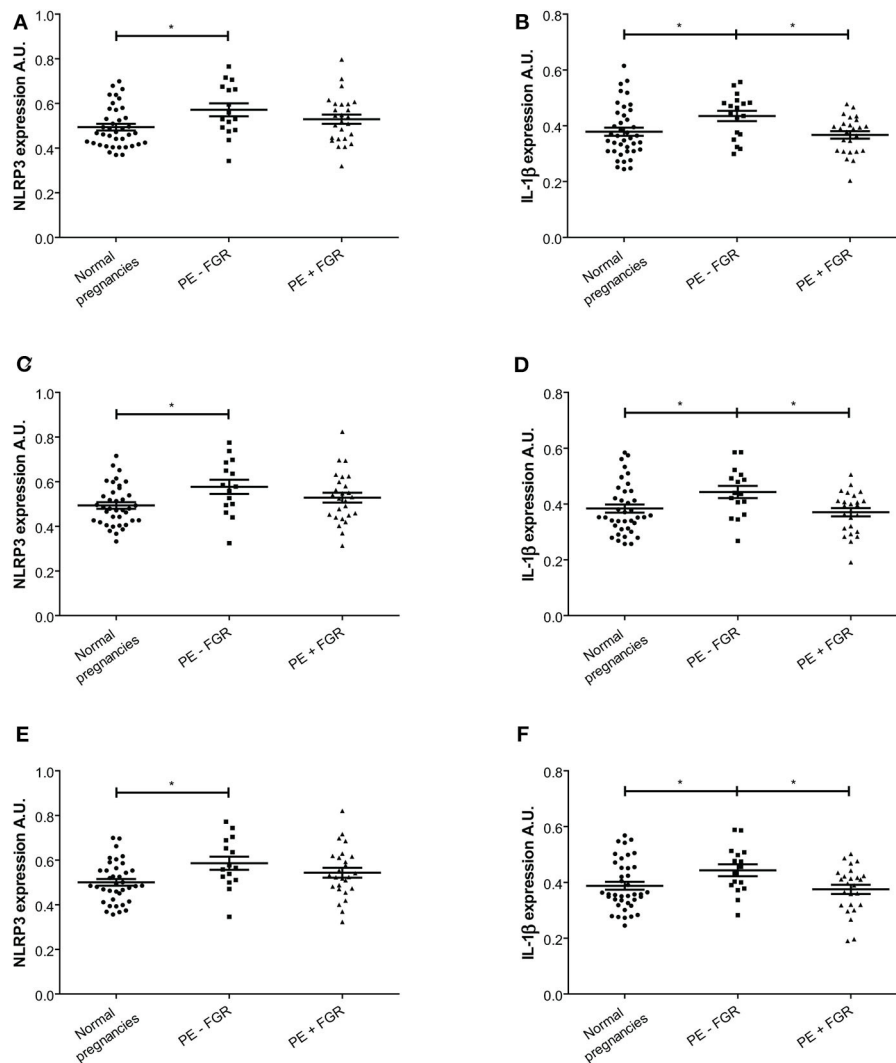 A
NLRP3 expression A.U.
1.0
0.8
0.6
0.4
0.2
0.0
*
Normal
pregnancies
PE - FGR
PE + FGR
B
IL-1β expression A.U.
0.8
0.6
0.4
0.2
0.0
*
*
Normal
pregnancies
PE - FGR
PE + FGR
C
NLRP3 expression A.U.
1.0
0.8
0.6
0.4
0.2
0.0
*
Normal
pregnancies
PE - FGR
PE + FGR
D
IL-1β expression A.U.
0.8
0.6
0.4
0.2
0.0
*
*
Normal
pregnancies
PE - FGR
PE + FGR
E
NLRP3 expression A.U.
1.0
0.8
0.6
0.4
0.2
0.0
*
Normal
pregnancies
PE - FGR
PE + FGR
F
IL-1β expression A.U.
0.8
0.6
0.4
0.2
0.0
*
*
Normal
pregnancies
PE - FGR
PE + FGR